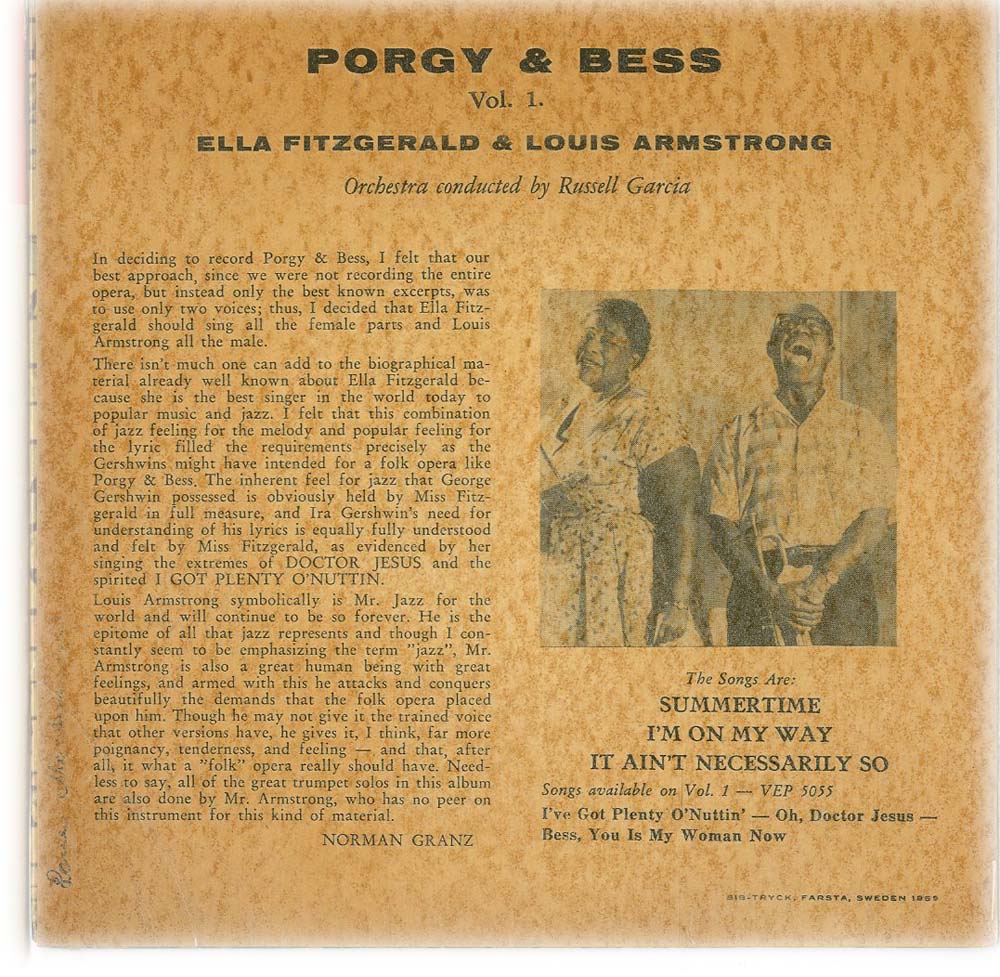 PORGY & BESS
Vol. 1.
ELLA FITZGERALD & LOUIS ARMSTRONG
Orchestra conducted by Russell Garcia
In deciding to record Porgy & Bess, I felt that our
best approach, since we were not recording the entire
opera, but instead only the best known excerpts, was
to use only two voices; thus, I decided that Ella Fitz-
gerald should sing all the female parts and Louis
Armstrong all the male.
There isn't much one can add to the biographical ma-
terial already well known about Ella Fitzgerald be-
cause she is the best singer in the world today to
popular music and jazz. I felt that this combination
of jazz feeling for the melody and popular feeling for
the lyric filled the requirements precisely as the
Gershwins might have intended for a folk opera like
Porgy & Bess. The inherent feel for jazz that George
Gershwin possessed is obviously held by Miss Fitz-
gerald in full measure, and Ira Gershwin's need for
understanding of his lyrics is equally fully understood
and felt by Miss Fitzgerald, as evidenced by her
singing the extremes of DOCTOR JESUS and the
spirited I GOT PLENTY O'NUTTIN.
Louis Armstrong symbolically is Mr. Jazz for the
world and will continue to be so forever. He is the
epitome of all that jazz represents and though I con-
stantly seem to be emphasizing the term "jazz", Mr.
Armstrong is also a great human being with great
feelings, and armed with this he attacks and conquers
beautifully the demands that the folk opera placed
upon him. Though he may not give it the trained voice
that other versions have, he gives it, I think, far more
poignancy, tenderness, and feeling — and that, after
all, it what a "folk" opera really should have. Need-
less to say, all of the great trumpet solos in this album
are also done by Mr. Armstrong, who has no peer on
this instrument for this kind of material.
NORMAN GRANZ
The Songs Are:
SUMMERTIME
I'M ON MY WAY
IT AIN'T NECESSARILY SO
Songs available on Vol. 1 — VEP 5055
I've Got Plenty O'Nuttin' — Oh, Doctor Jesus —
Bess, You Is My Woman Now
SIB-TRYCK, FARSTA, SWEDEN 1959